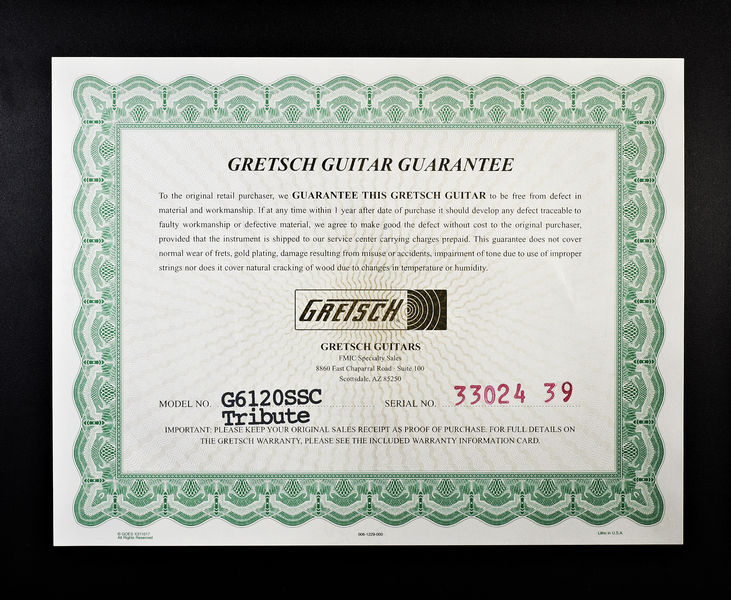 GRETSCH GUITAR GUARANTEE
To the original retail purchaser, we GUARANTEE THIS GRETSCH GUITAR to be free from defect in
material and workmanship. If at any time within 1 year after date of purchase it should develop any defect traceable to
faulty workmanship or defective material, we agree to make good the defect without cost to the original purchaser,
provided that the instrument is shipped to our service center carrying charges prepaid. This guarantee does not cover
normal wear of frets, gold plating, damage resulting from misuse or accidents, impairment of tone due to use of improper
strings nor does it cover natural cracking of wood due to changes in temperature or humidity.
GRETSCH
GRETSCH GUITARS
FMIC Specialty Sales
8860 East Chaparral Road · Suite 100
Scottsdale, AZ 85250
MODEL NO. G6120SSC SERIAL NO. 33024 39
Tribute
IMPORTANT: PLEASE KEEP YOUR ORIGINAL SALES RECEIPT AS PROOF OF PURCHASE. FOR FULL DETAILS ON
THE GRETSCH WARRANTY, PLEASE SEE THE INCLUDED WARRANTY INFORMATION CARD.
© GOES
All Rights Reserved
Litho in U.S.A.